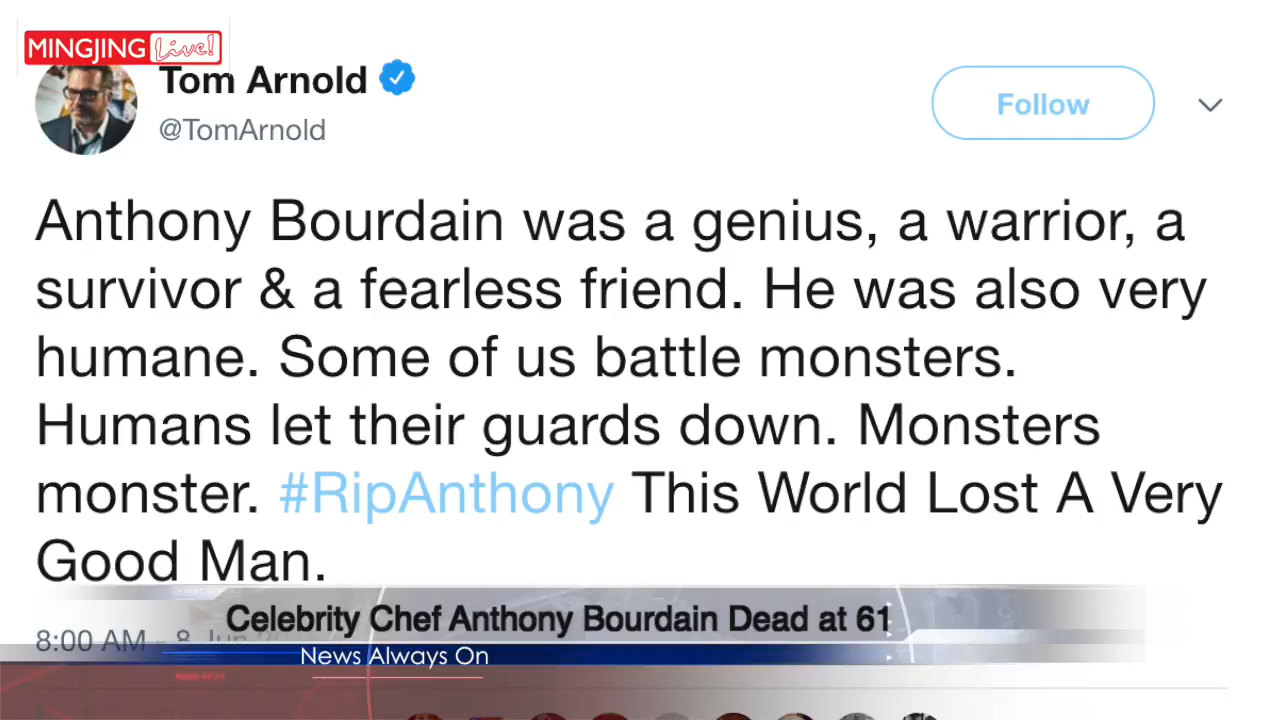 MINGJING Live!
Tom Arnold
@TomArnold
Follow
Anthony Bourdain was a genius, a warrior, a
survivor & a fearless friend. He was also very
humane. Some of us battle monsters.
Humans let their guards down. Monsters
monster. #RipAnthony This World Lost A Very
Good Man.
Celebrity Chef Anthony Bourdain Dead at 61
8:00 AM - 8 Jun
News Always On